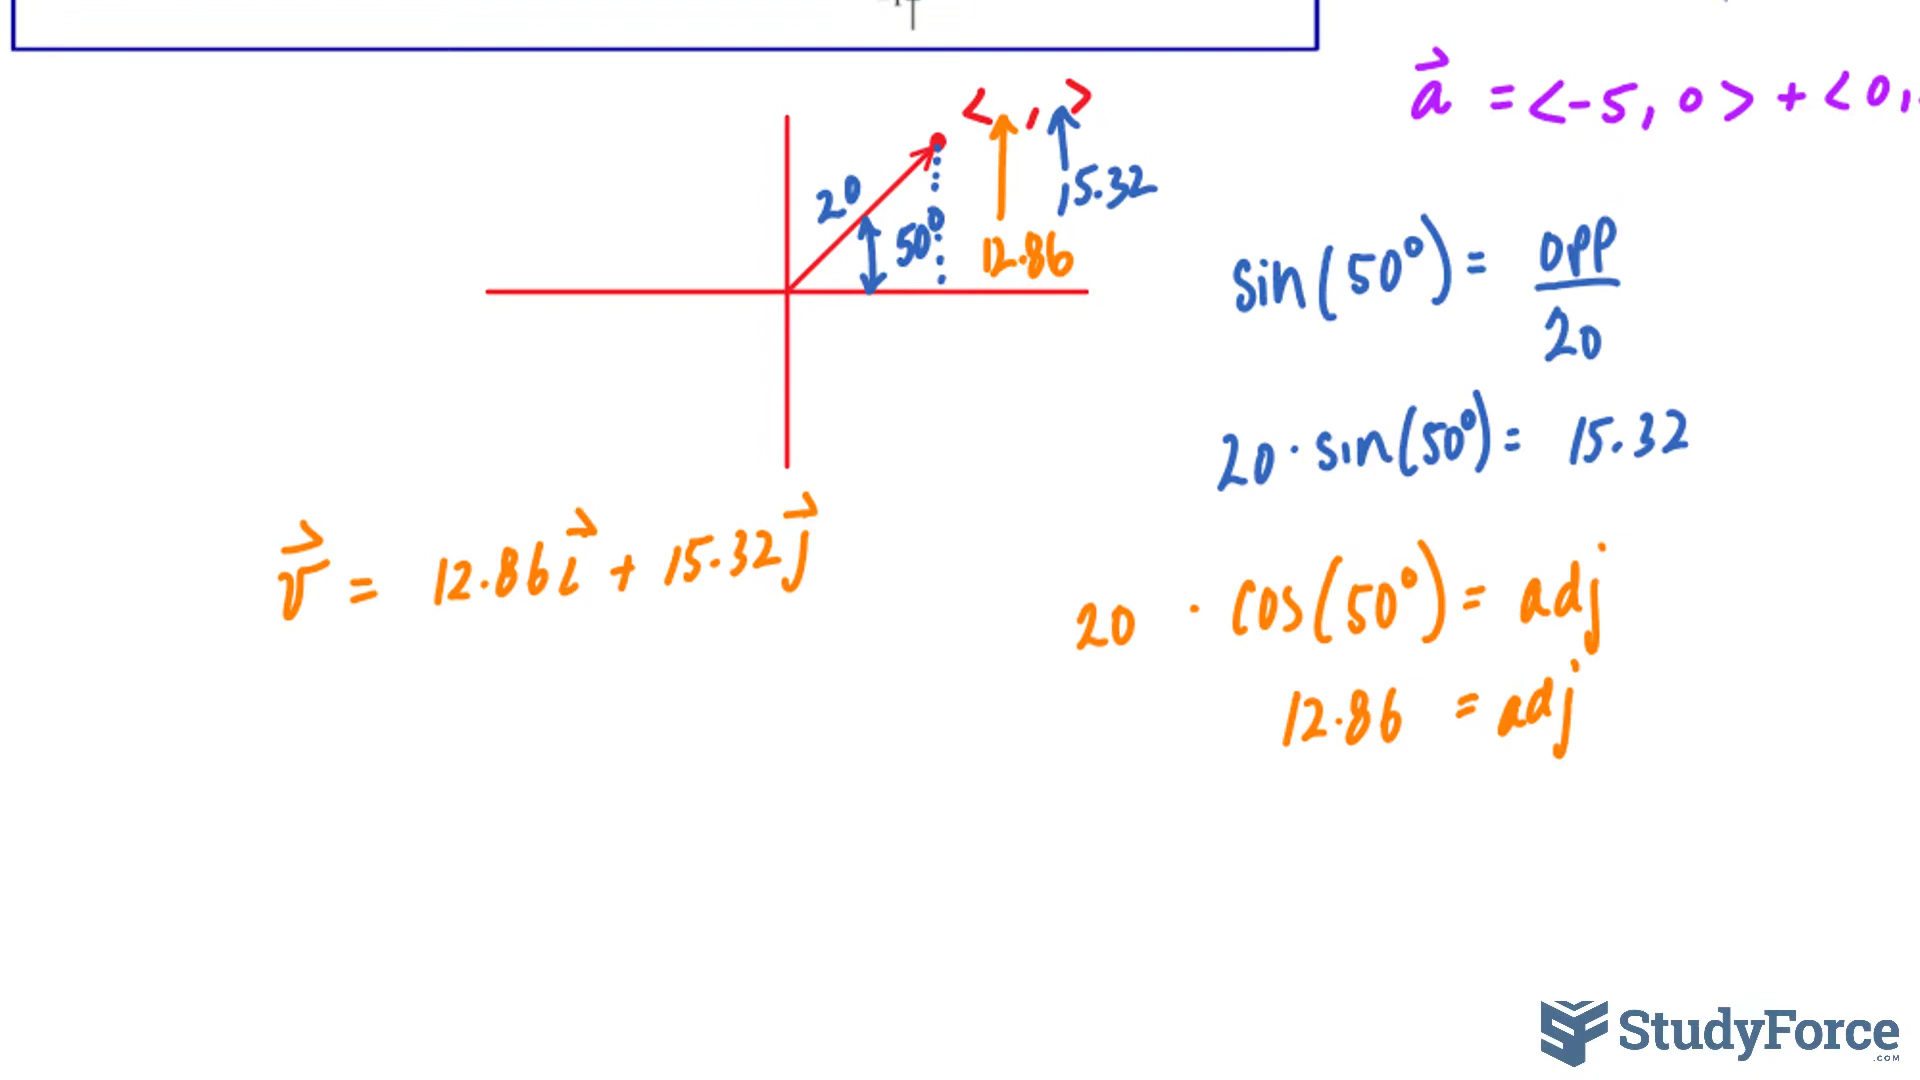 a⃗ = <-5, 0> + <0,
< , >
20
50°
12.86
15.32
sin(50°) = opp/20
20 · sin(50°) = 15.32
v⃗ = 12.86i⃗ + 15.32j⃗
20 · cos(50°) = adj
12.86 = adj
StudyForce
.COM